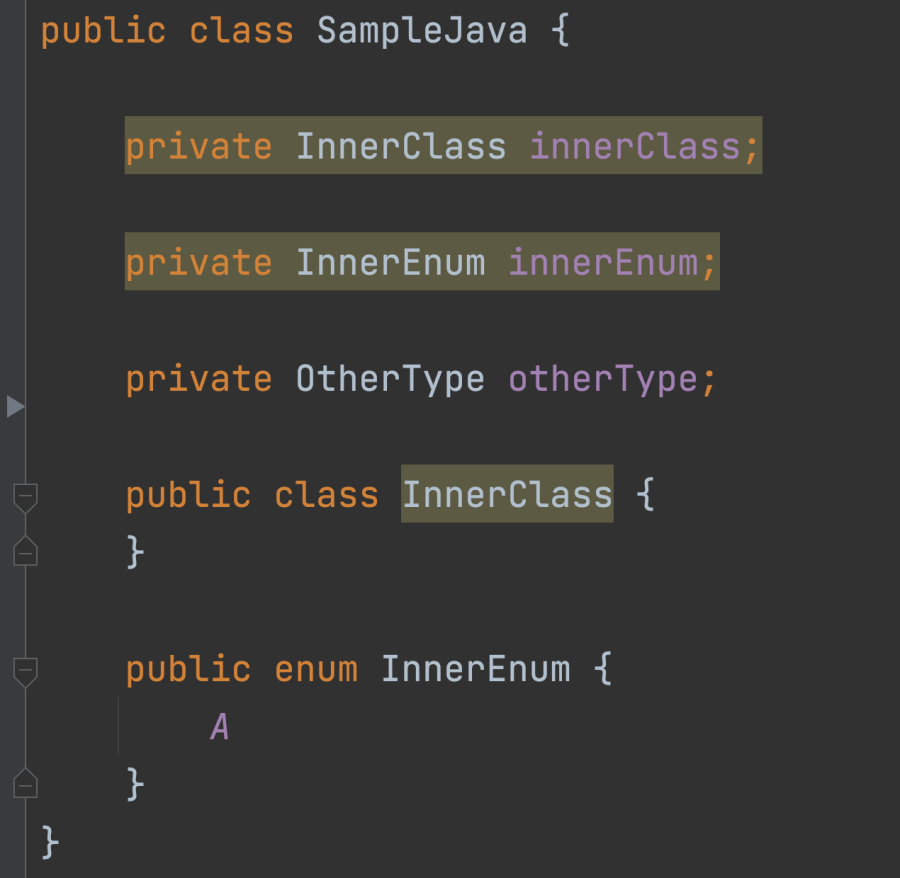 public class SampleJava {
private InnerClass innerClass;
private InnerEnum innerEnum;
private OtherType otherType;
public class InnerClass {
}
public enum InnerEnum {
A
}
}